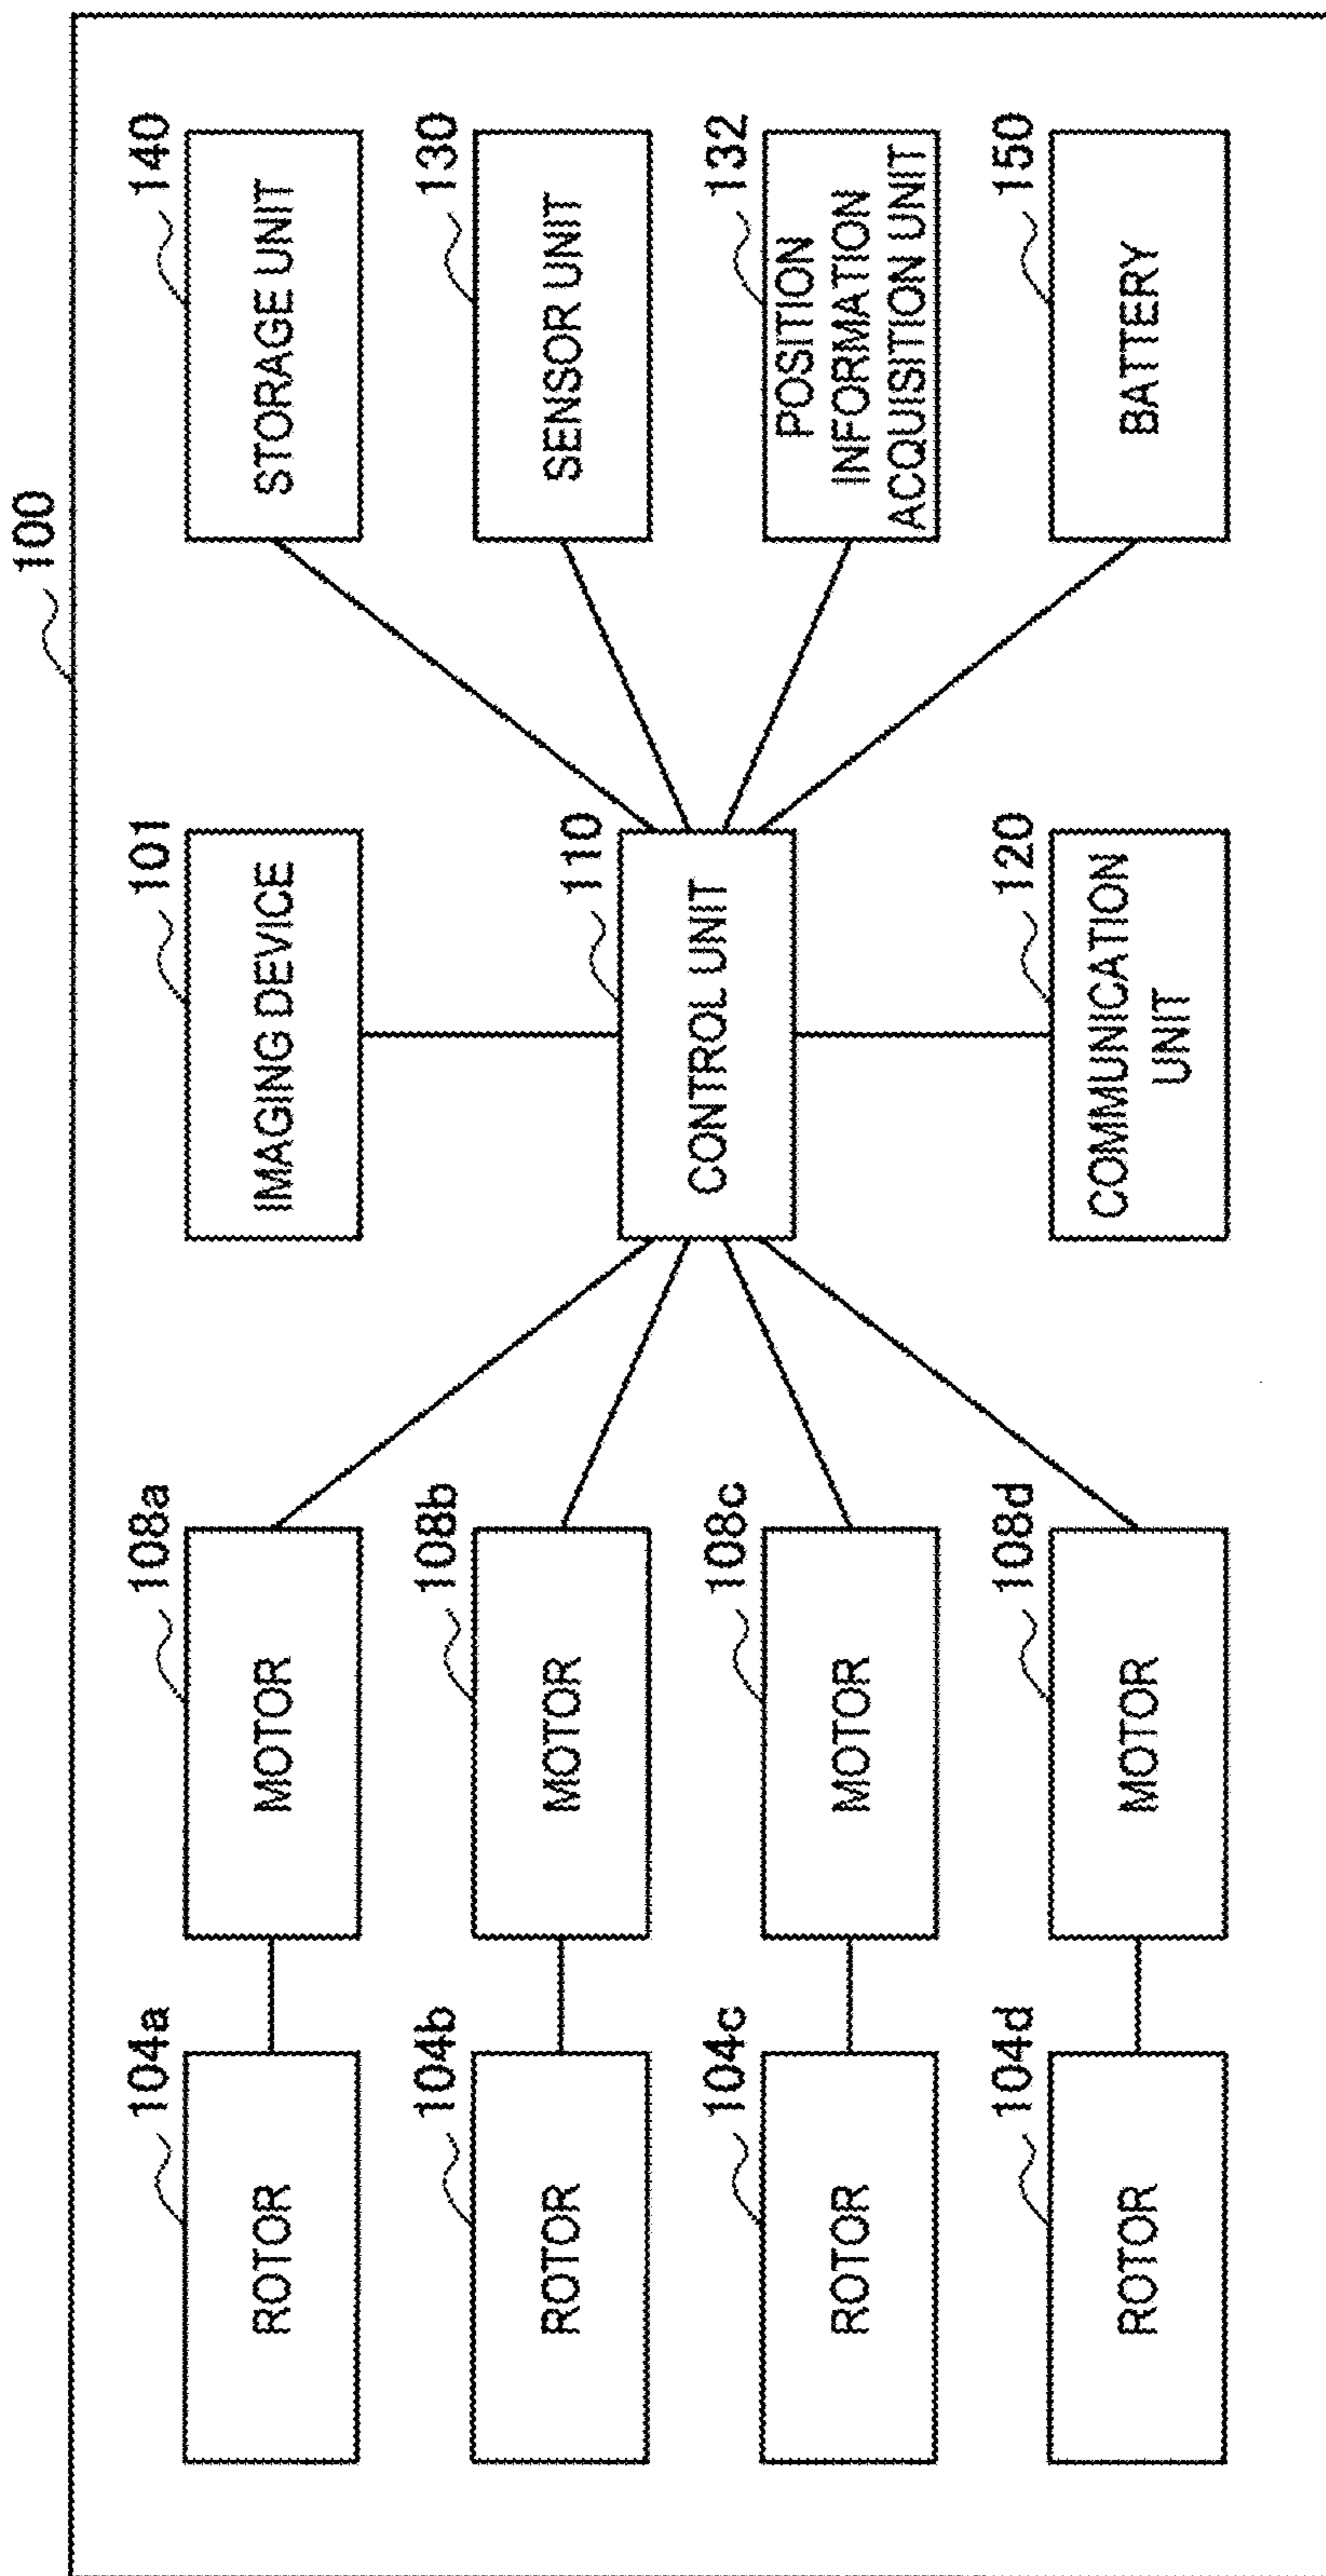 100
104a
ROTOR
108a
MOTOR
101
IMAGING DEVICE
140
STORAGE UNIT
104b
ROTOR
108b
MOTOR
130
SENSOR UNIT
110
CONTROL UNIT
104c
ROTOR
108c
MOTOR
132
POSITION
INFORMATION
ACQUISITION UNIT
104d
ROTOR
108d
MOTOR
120
COMMUNICATION
UNIT
150
BATTERY